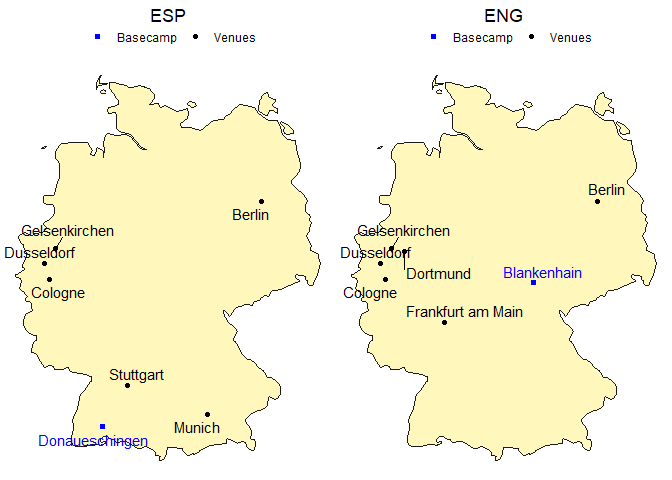 ESP
Basecamp Venues
Berlin
Gelsenkirchen
Dusseldorf
Cologne
Stuttgart
Munich
Donaueschingen
ENG
Basecamp Venues
Berlin
Gelsenkirchen
Dusseldorf
Dortmund
Blankenhain
Cologne
Frankfurt am Main